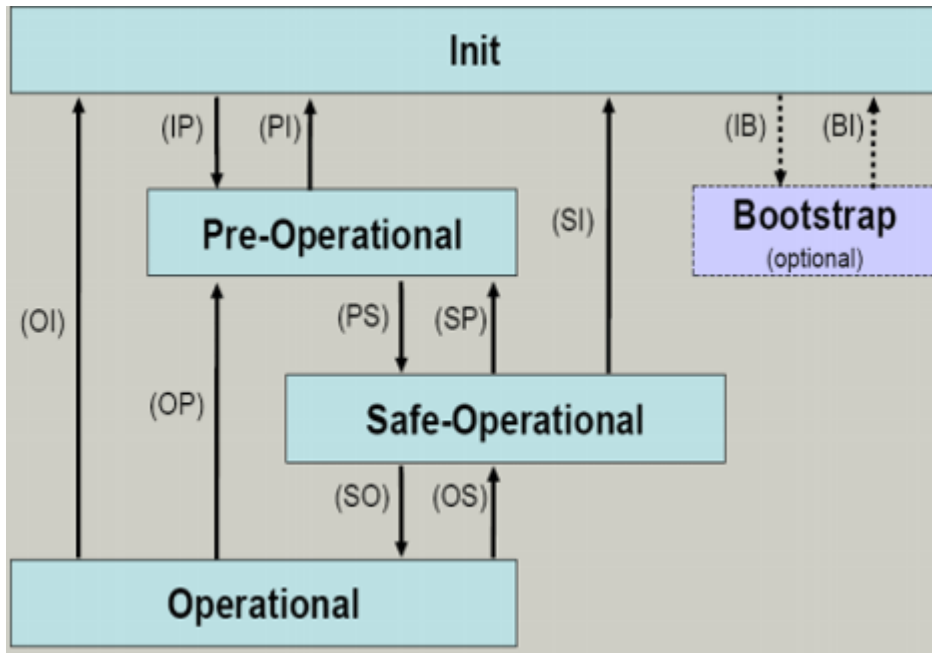 Init
(IP)
(PI)
(IB)
(BI)
Pre-Operational
(SI)
Bootstrap
(optional)
(OI)
(PS)
(SP)
(OP)
Safe-Operational
(SO)
(OS)
Operational